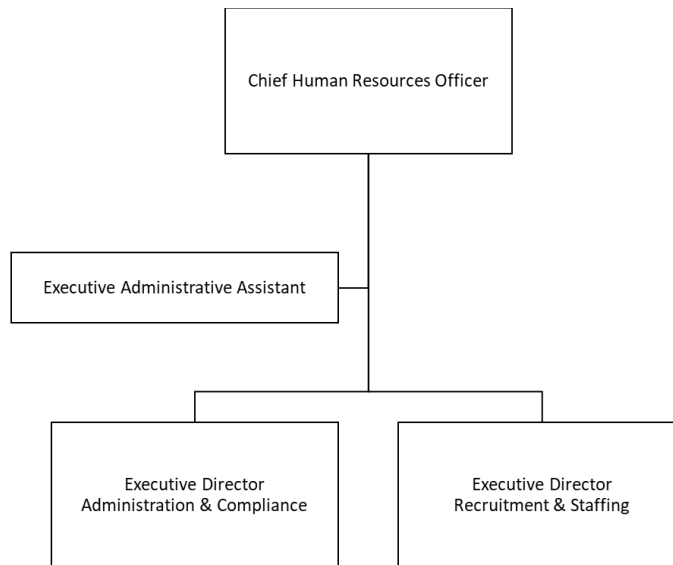 Chief Human Resources Officer
Executive Administrative Assistant
Executive Director
Administration & Compliance
Executive Director
Recruitment & Staffing